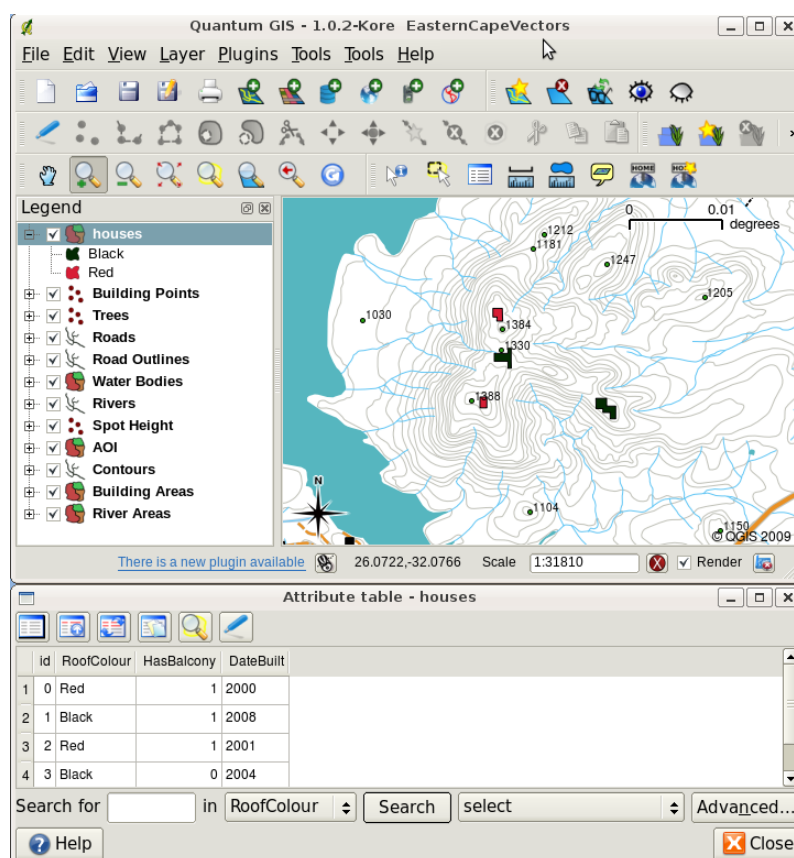 Quantum GIS - 1.0.2-Kore EasternCapeVectors
File Edit View Layer Plugins Tools Tools Help
HOME
Legend
houses
Black
Red
Building Points
Trees
Roads
Road Outlines
Water Bodies
Rivers
Spot Height
AOI
Contours
Building Areas
River Areas
0 0.01
degrees
1212
1181
1247
1205
1030
1384
1330
1388
1104
1150
N
© QGIS 2009
There is a new plugin available 26.0722,-32.0766 Scale 1:31810 Render
Attribute table - houses
id RoofColour HasBalcony DateBuilt
1 0 Red 1 2000
2 1 Black 1 2008
3 2 Red 1 2001
4 3 Black 0 2004
Search for in RoofColour Search select Advanced...
Help Close